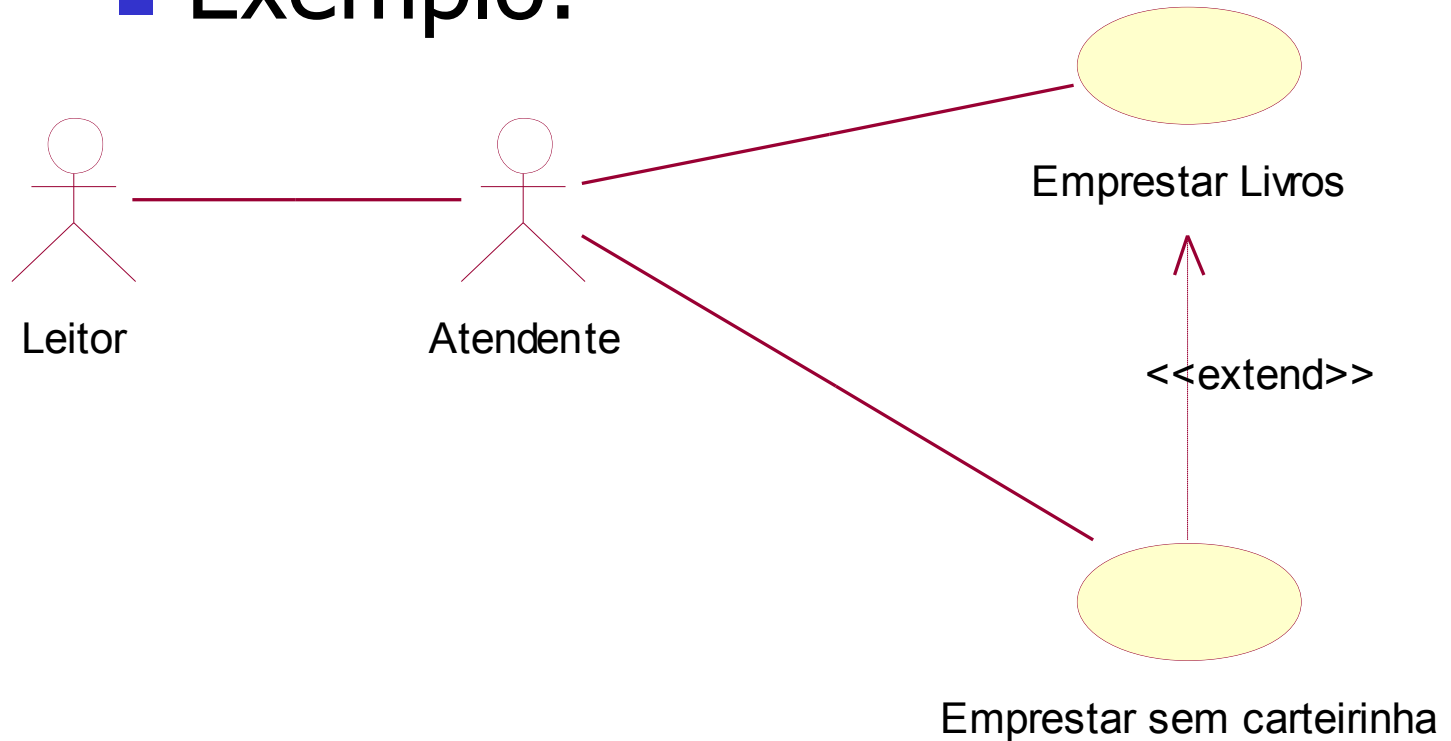 Exemplo:
Emprestar Livros
Leitor
Atendente
<<extend>>
Emprestar sem carteirinha